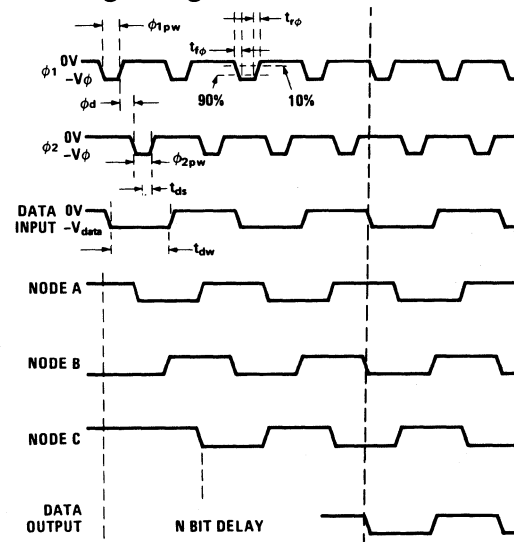 ϕ1pw
trϕ
tfϕ
ϕ1 0V
−Vϕ
ϕd
90%
10%
ϕ2 0V
−Vϕ
ϕ2pw
tds
DATA INPUT 0V
−Vdata
tdw
NODE A
NODE B
NODE C
DATA
OUTPUT
N BIT DELAY